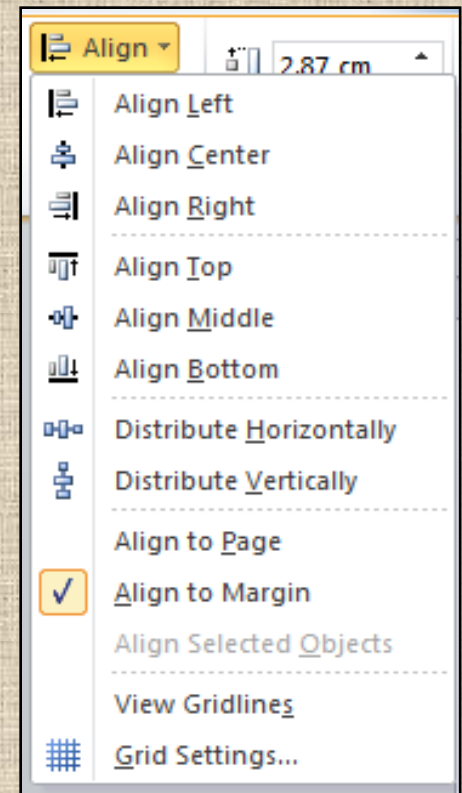 Align
2.87 cm
Align Left
Align Center
Align Right
Align Top
Align Middle
Align Bottom
Distribute Horizontally
Distribute Vertically
Align to Page
Align to Margin
Align Selected Objects
View Gridlines
Grid Settings...